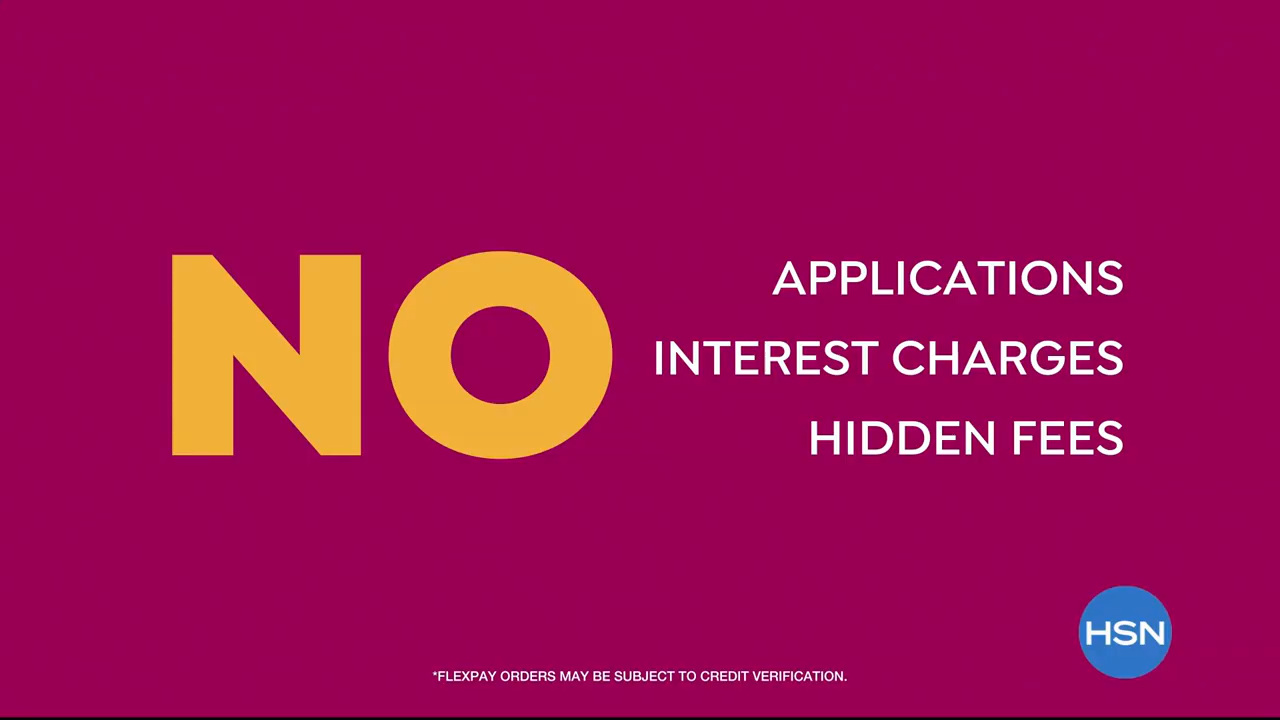 NO
APPLICATIONS
INTEREST CHARGES
HIDDEN FEES
HSN
*FLEXPAY ORDERS MAY BE SUBJECT TO CREDIT VERIFICATION.